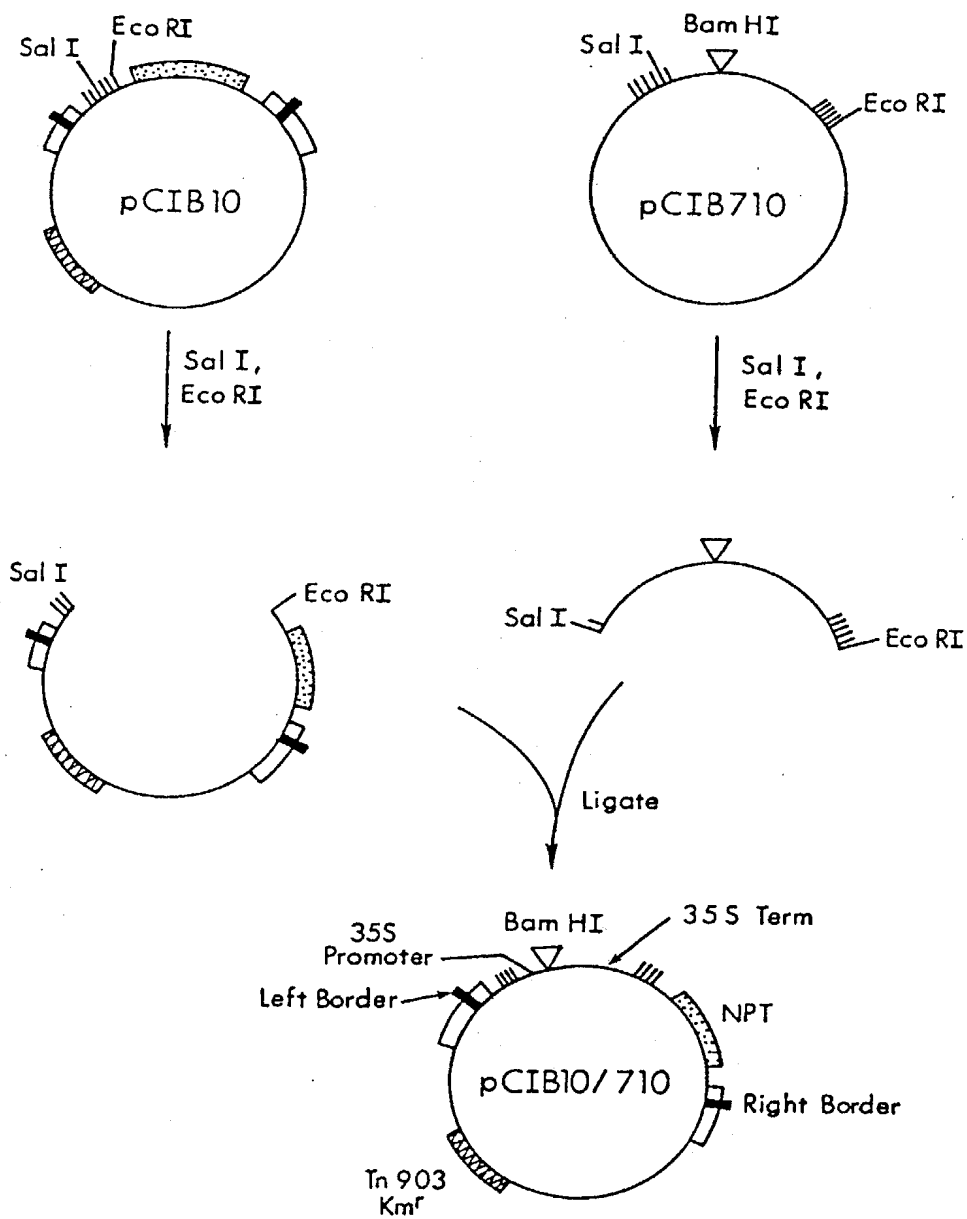 Sal I
Eco RI
Bam HI
Sal I
Eco RI
pCIB10
pCIB710
Sal I,
Eco RI
Sal I,
Eco RI
Sal I
Eco RI
Sal I
Eco RI
Ligate
35S
Promoter
Bam HI
35S Term
Left Border
NPT
pCIB10/710
Right Border
Tn 903
Kmr